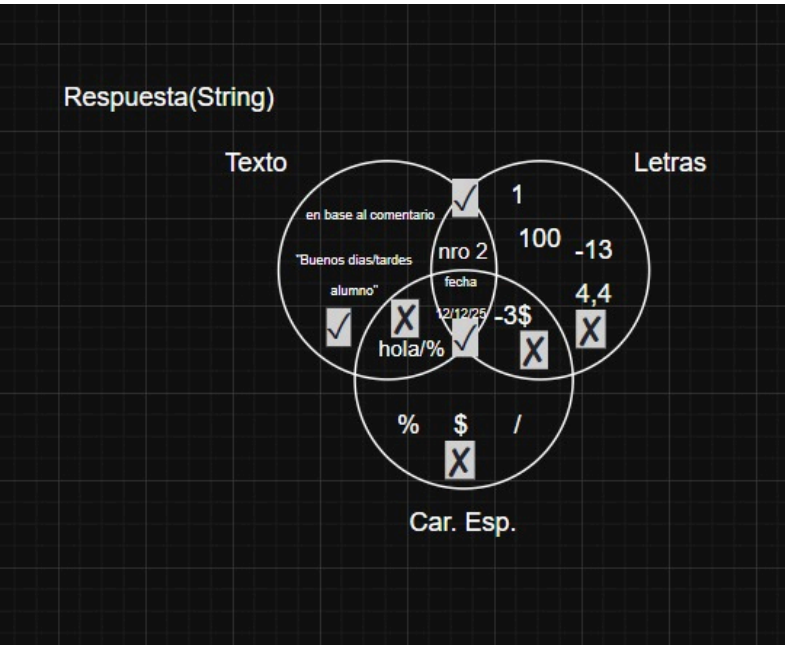 Respuesta(String)
Texto
Letras
en base al comentario
"Buenos dias/tardes
alumno"
1
100
-13
4,4
nro 2
fecha
12/12/25
-3$
hola/%
% $ /
Car. Esp.